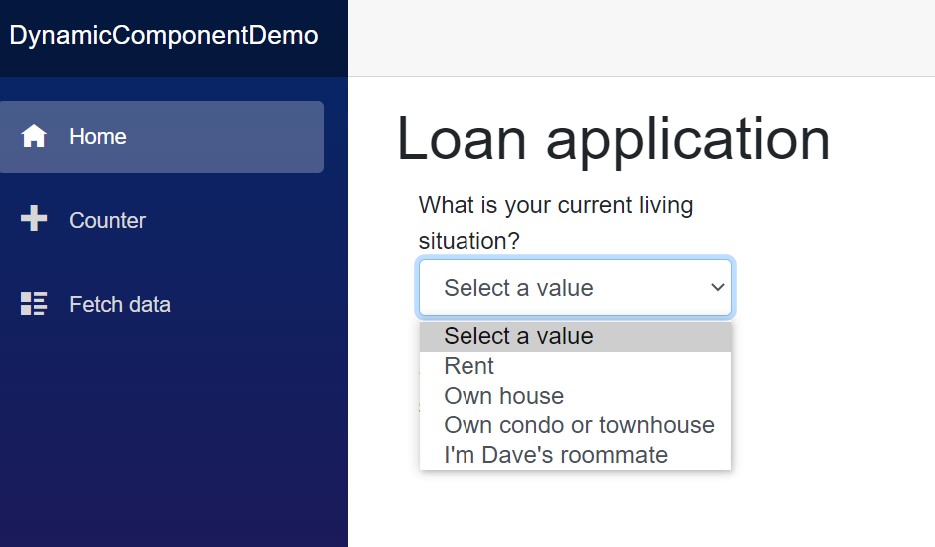 DynamicComponentDemo
Home
Counter
Fetch data
Loan application
What is your current living
situation?
Select a value
Select a value
Rent
Own house
Own condo or townhouse
I'm Dave's roommate